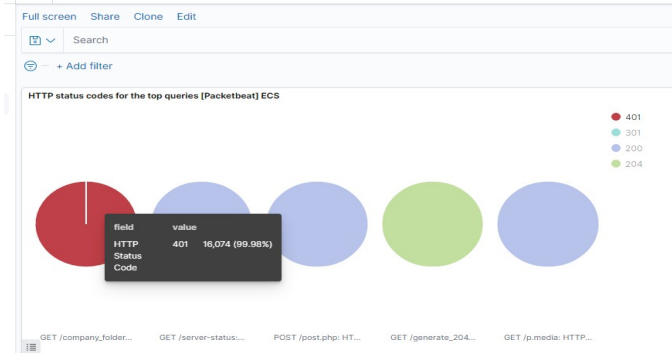 Full screen Share Clone Edit
Search
+ Add filter
HTTP status codes for the top queries [Packetbeat] ECS
401
301
200
204
field value
HTTP Status Code 401 16,074 (99.98%)
GET /company_folder... GET /server-status:... POST /post.php: HT... GET /generate_204... GET /p.media: HTTP...